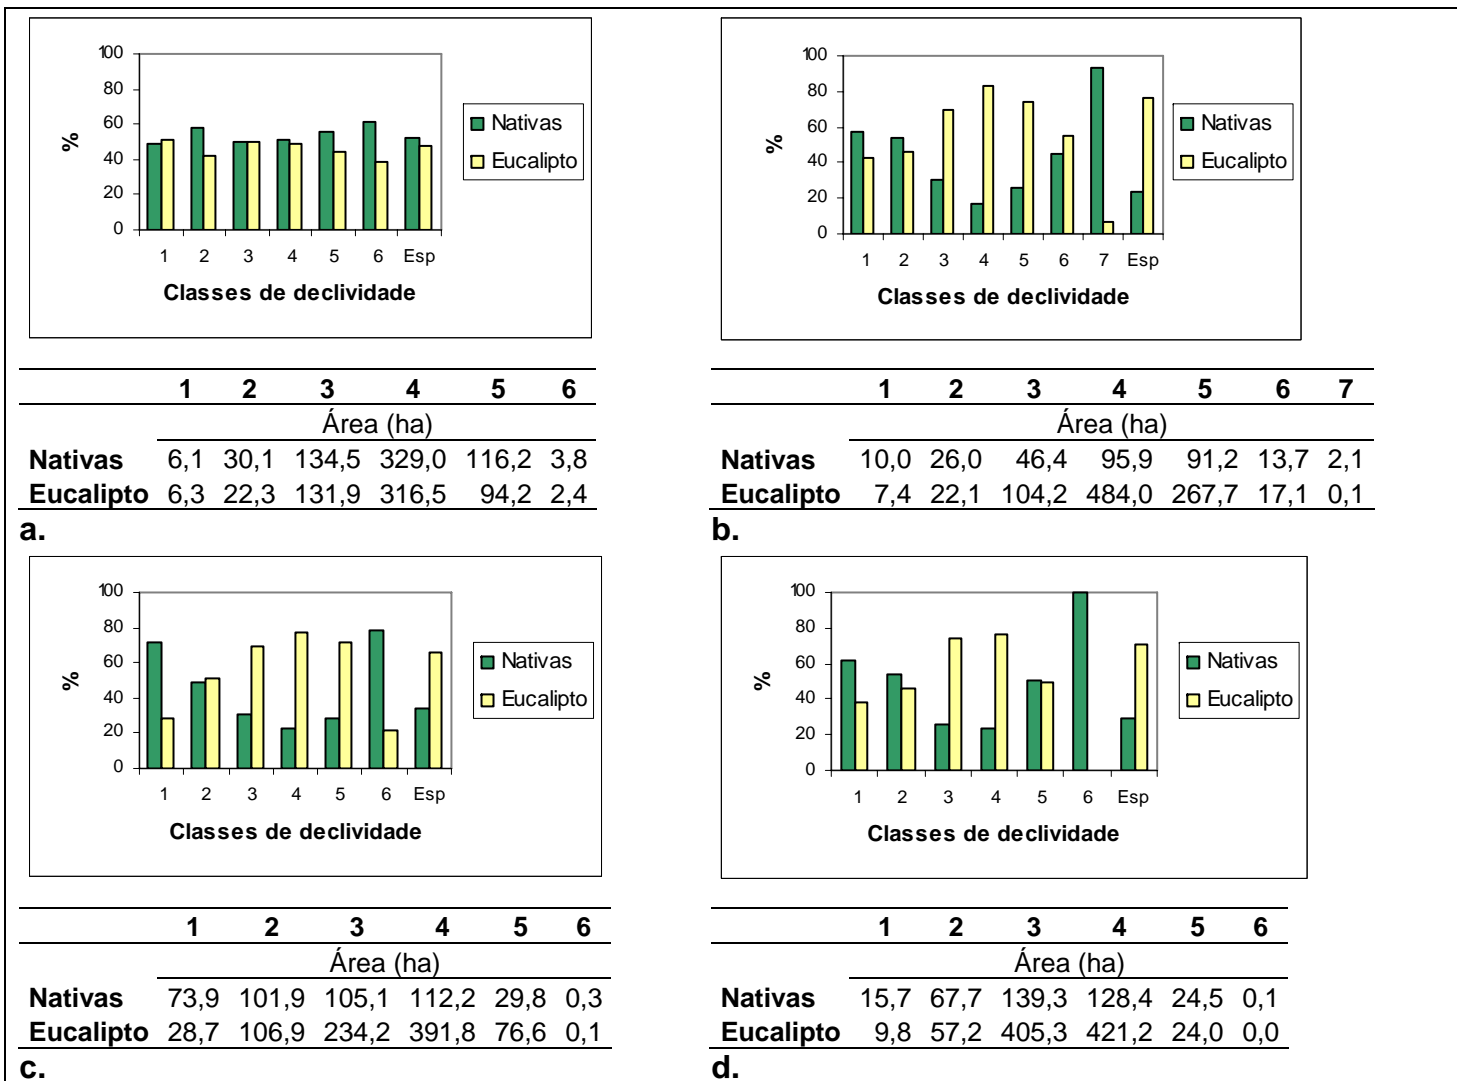 100
80
60
40
20
0
%
1 2 3 4 5 6 Esp
Classes de declividade
Nativas
Eucalipto
1 2 3 4 5 6
Área (ha)
Nativas 6,1 30,1 134,5 329,0 116,2 3,8
Eucalipto 6,3 22,3 131,9 316,5 94,2 2,4
a.
100
80
60
40
20
0
%
1 2 3 4 5 6 7 Esp
Classes de declividade
Nativas
Eucalipto
1 2 3 4 5 6 7
Área (ha)
Nativas 10,0 26,0 46,4 95,9 91,2 13,7 2,1
Eucalipto 7,4 22,1 104,2 484,0 267,7 17,1 0,1
b.
100
80
60
40
20
0
%
1 2 3 4 5 6 Esp
Classes de declividade
Nativas
Eucalipto
1 2 3 4 5 6
Área (ha)
Nativas 73,9 101,9 105,1 112,2 29,8 0,3
Eucalipto 28,7 106,9 234,2 391,8 76,6 0,1
c.
100
80
60
40
20
0
%
1 2 3 4 5 6 Esp
Classes de declividade
Nativas
Eucalipto
1 2 3 4 5 6
Área (ha)
Nativas 15,7 67,7 139,3 128,4 24,5 0,1
Eucalipto 9,8 57,2 405,3 421,2 24,0 0,0
d.